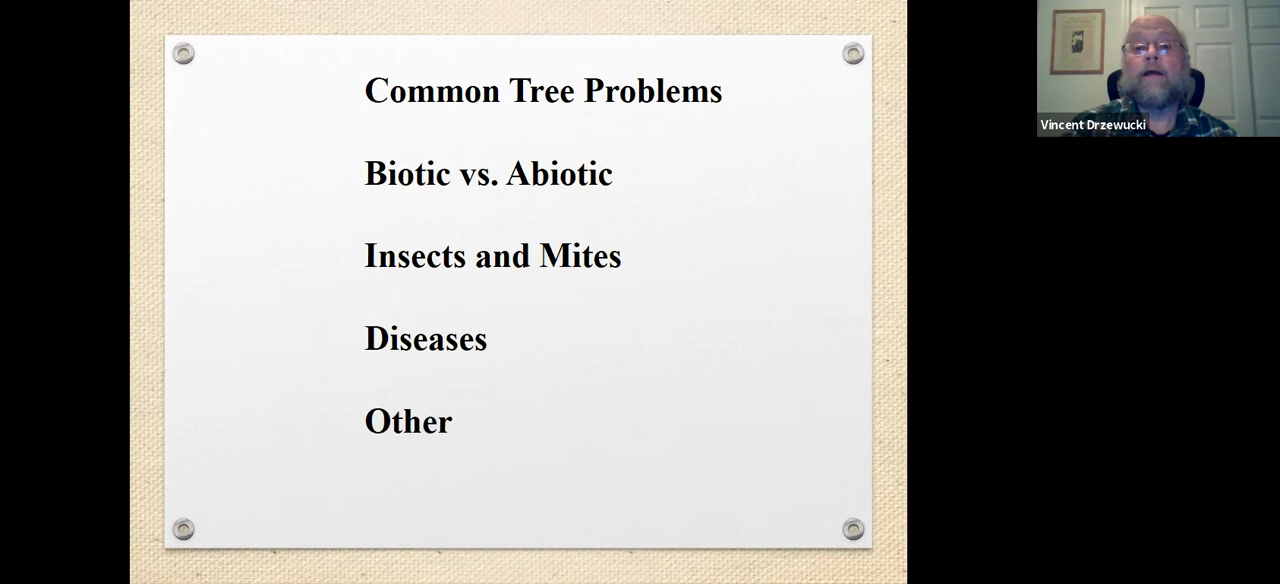 Common Tree Problems
Biotic vs. Abiotic
Insects and Mites
Diseases
Other
Vincent Drzewucki